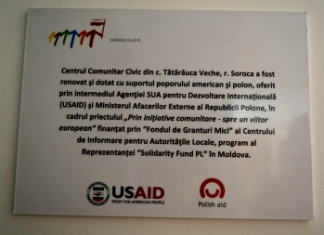 Solidarity Fund PL
Centrul Comunitar Civic din c. Tătărăuca Veche, r. Soroca a fost
renovat și dotat cu suportul poporului american și polon, oferit
prin intermediul Agenției SUA pentru Dezvoltare Internațională
(USAID) și Ministerul Afacerilor Externe al Republicii Polone, în
cadrul priectului „Prin inițiative comunitare - spre un viitor
european" finanțat prin "Fondul de Granturi Mici" al Centrului
de Informare pentru Autoritățile Locale, program al
Reprezentanței "Solidarity Fund PL" în Moldova.
USAID
FROM THE AMERICAN PEOPLE
Polish aid